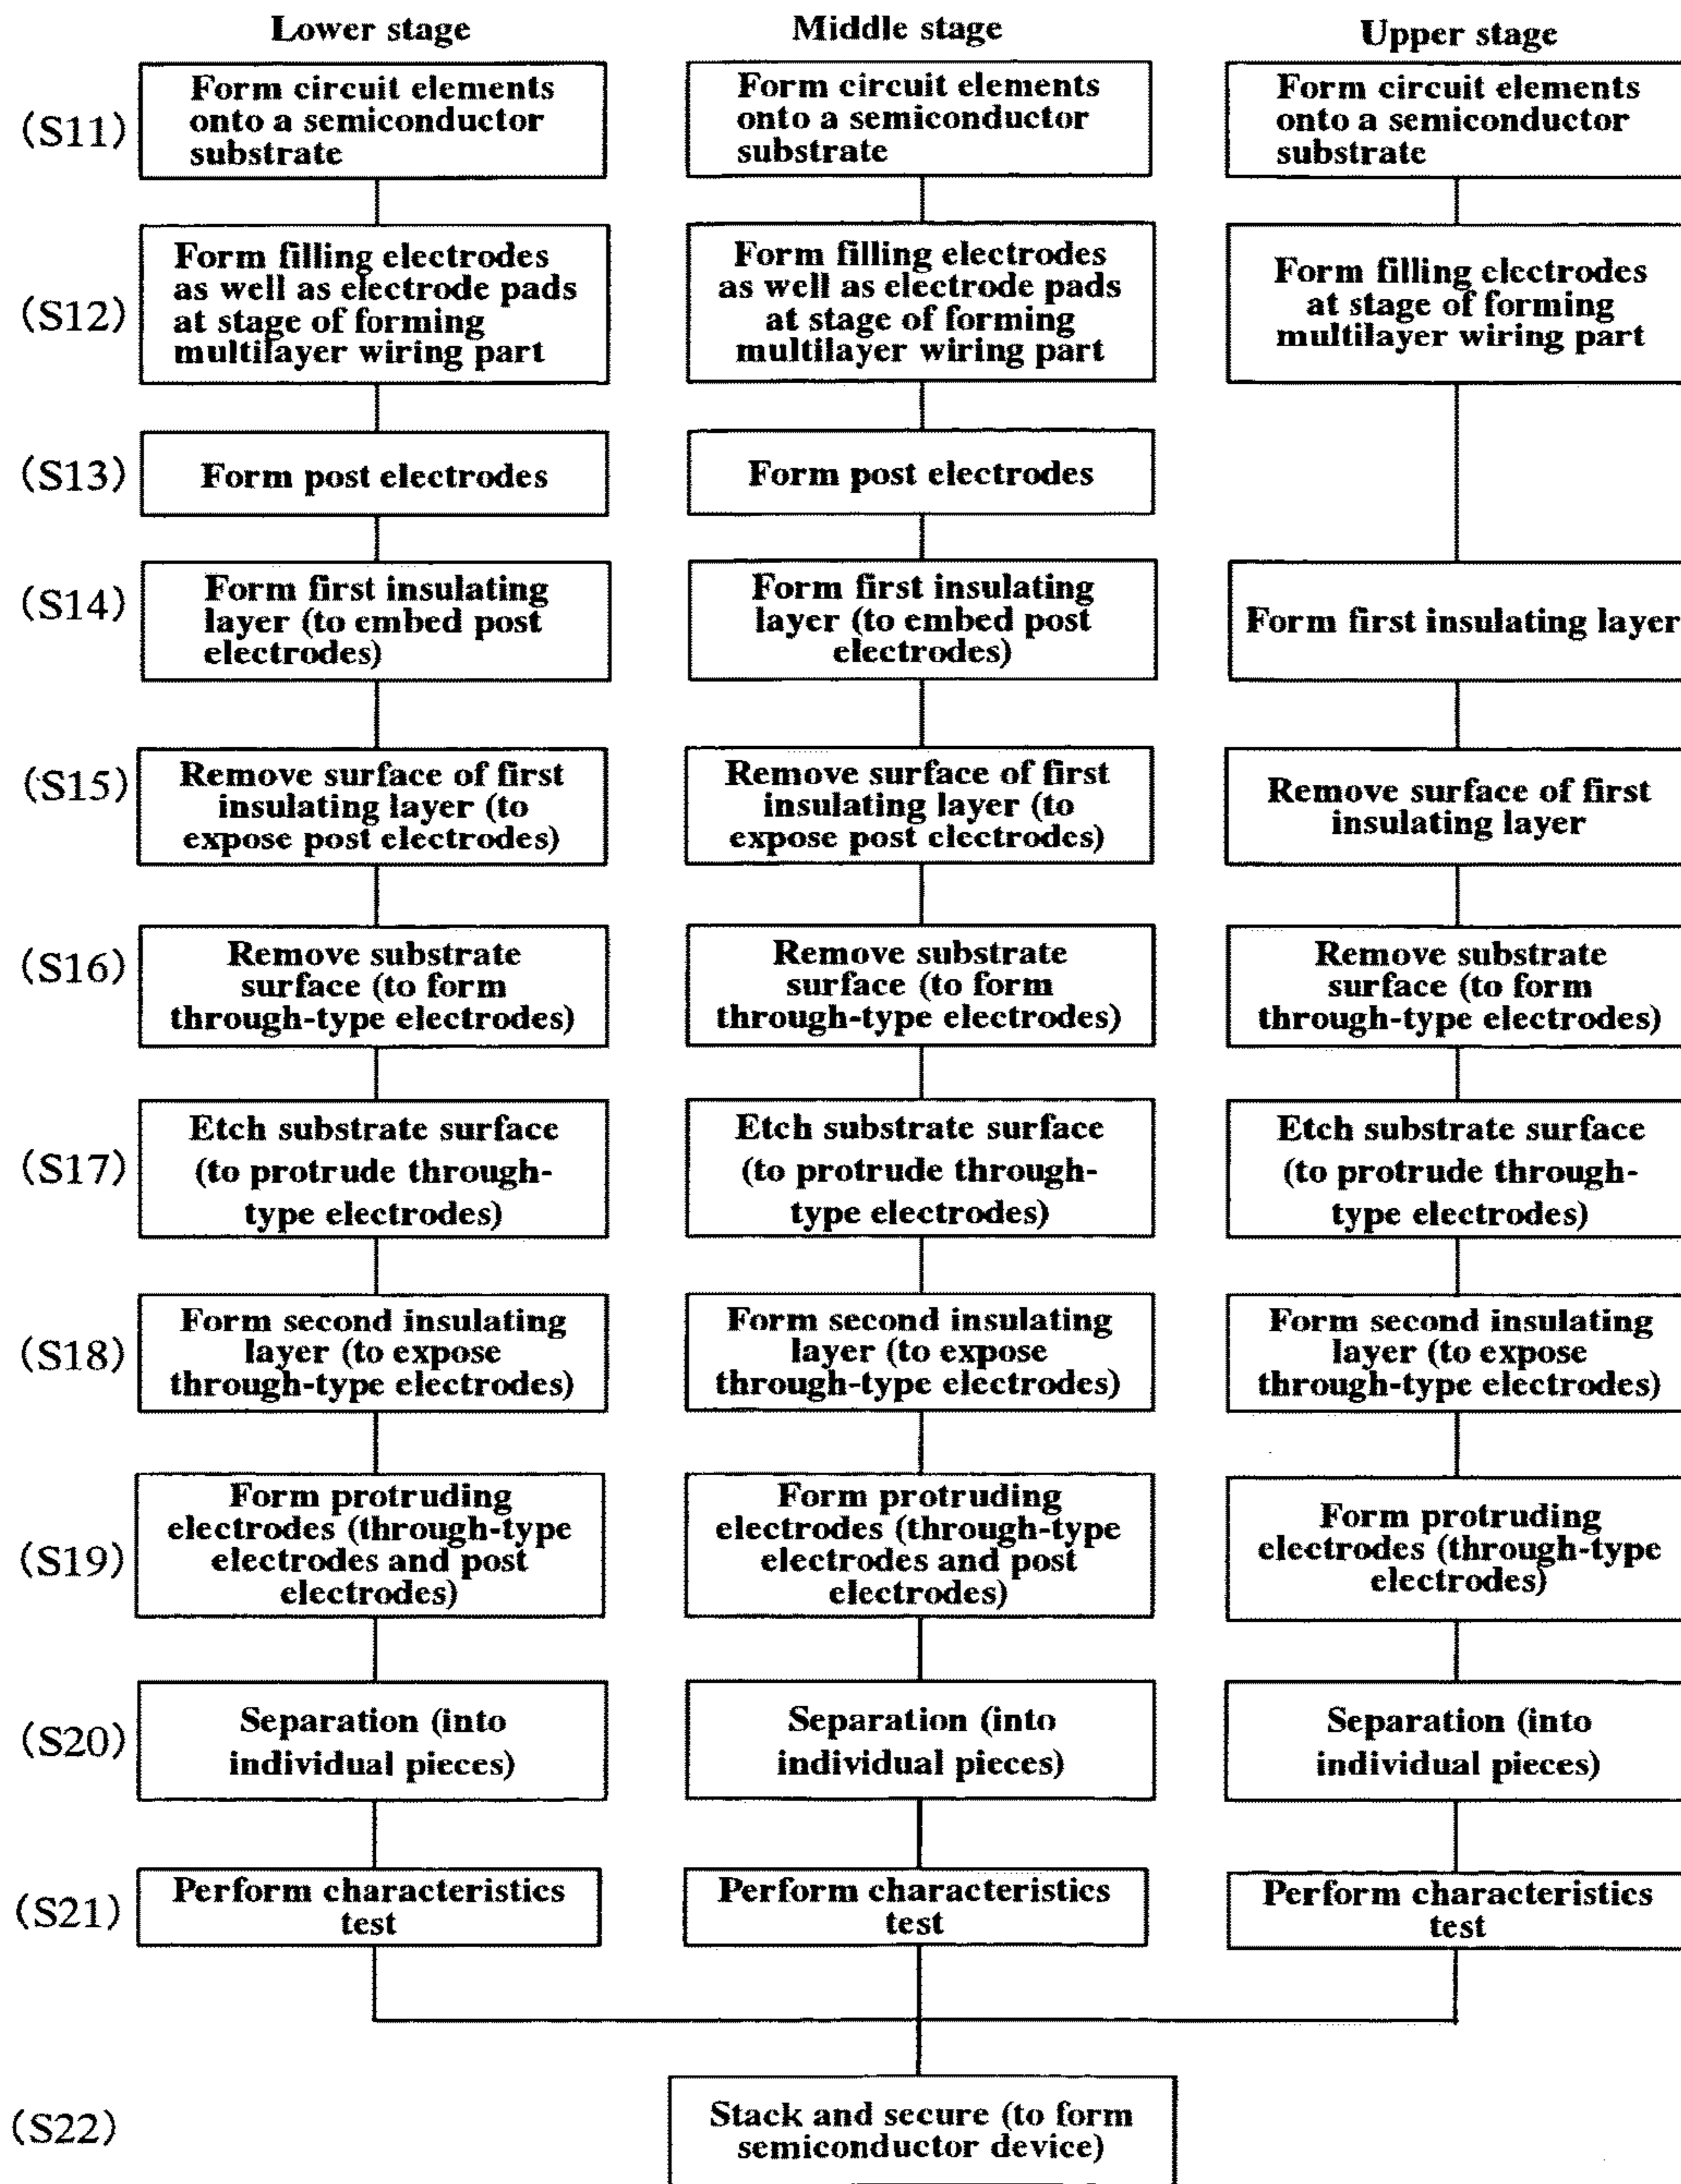 Lower stage
Middle stage
Upper stage
(S11)
Form circuit elements
onto a semiconductor
substrate
Form circuit elements
onto a semiconductor
substrate
Form circuit elements
onto a semiconductor
substrate
(S12)
Form filling electrodes
as well as electrode pads
at stage of forming
multilayer wiring part
Form filling electrodes
as well as electrode pads
at stage of forming
multilayer wiring part
Form filling electrodes
at stage of forming
multilayer wiring part
(S13)
Form post electrodes
Form post electrodes
(S14)
Form first insulating
layer (to embed post
electrodes)
Form first insulating
layer (to embed post
electrodes)
Form first insulating layer
(S15)
Remove surface of first
insulating layer (to
expose post electrodes)
Remove surface of first
insulating layer (to
expose post electrodes)
Remove surface of first
insulating layer
(S16)
Remove substrate
surface (to form
through-type electrodes)
Remove substrate
surface (to form
through-type electrodes)
Remove substrate
surface (to form
through-type electrodes)
(S17)
Etch substrate surface
(to protrude through-
type electrodes)
Etch substrate surface
(to protrude through-
type electrodes)
Etch substrate surface
(to protrude through-
type electrodes)
(S18)
Form second insulating
layer (to expose
through-type electrodes)
Form second insulating
layer (to expose
through-type electrodes)
Form second insulating
layer (to expose
through-type electrodes)
(S19)
Form protruding
electrodes (through-type
electrodes and post
electrodes)
Form protruding
electrodes (through-type
electrodes and post
electrodes)
Form protruding
electrodes (through-type
electrodes)
(S20)
Separation (into
individual pieces)
Separation (into
individual pieces)
Separation (into
individual pieces)
(S21)
Perform characteristics
test
Perform characteristics
test
Perform characteristics
test
(S22)
Stack and secure (to form
semiconductor device)